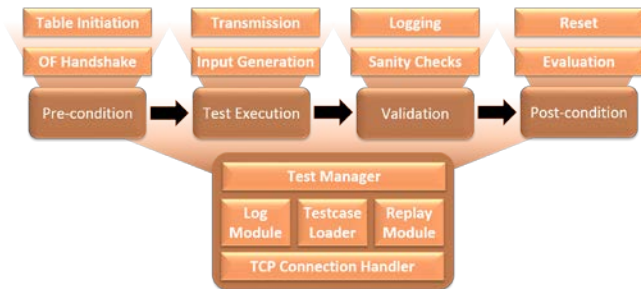 Table Initiation
Transmission
Logging
Reset
OF Handshake
Input Generation
Sanity Checks
Evaluation
Pre-condition
Test Execution
Validation
Post-condition
Test Manager
Log
Module
Testcase
Loader
Replay
Module
TCP Connection Handler